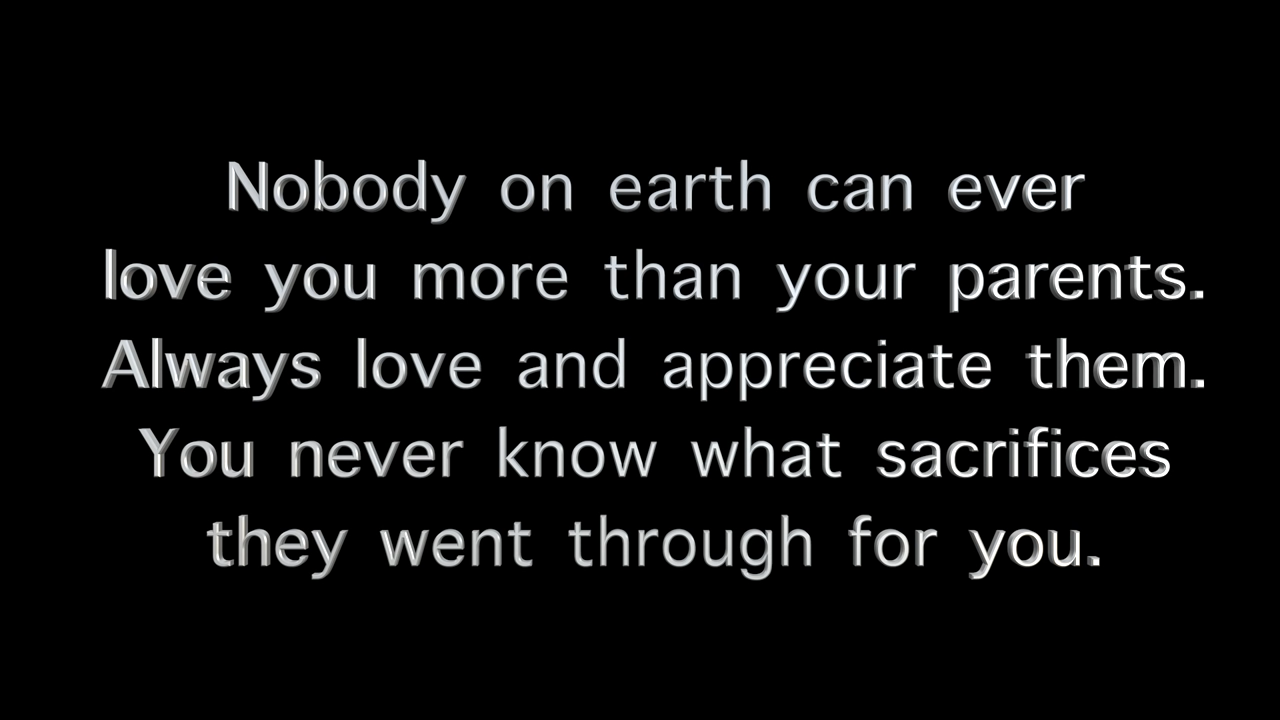 Nobody on earth can ever
love you more than your parents.
Always love and appreciate them.
You never know what sacrifices
they went through for you.